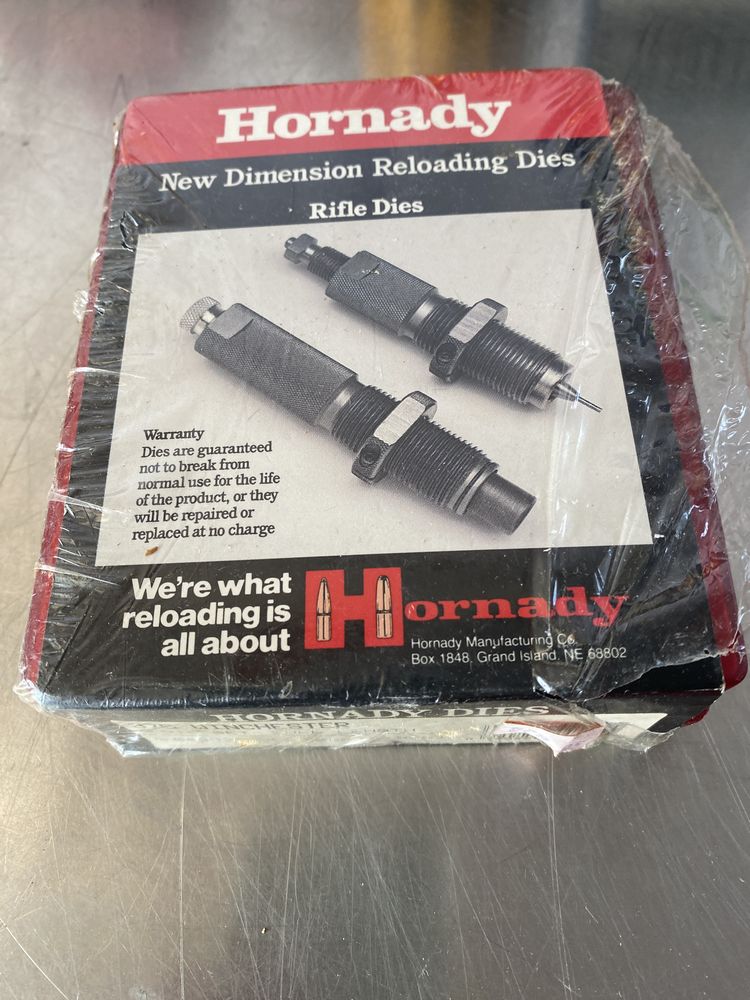 Hornady
New Dimension Reloading Dies
Rifle Dies
Warranty
Dies are guaranteed
not to break from
normal use for the life
of the product, or they
will be repaired or
replaced at no charge
We're what
reloading is
all about
Hornady
Hornady Manufacturing Co.
Box 1848, Grand Island, NE 68802
HORNADY DIES
WINCHESTER